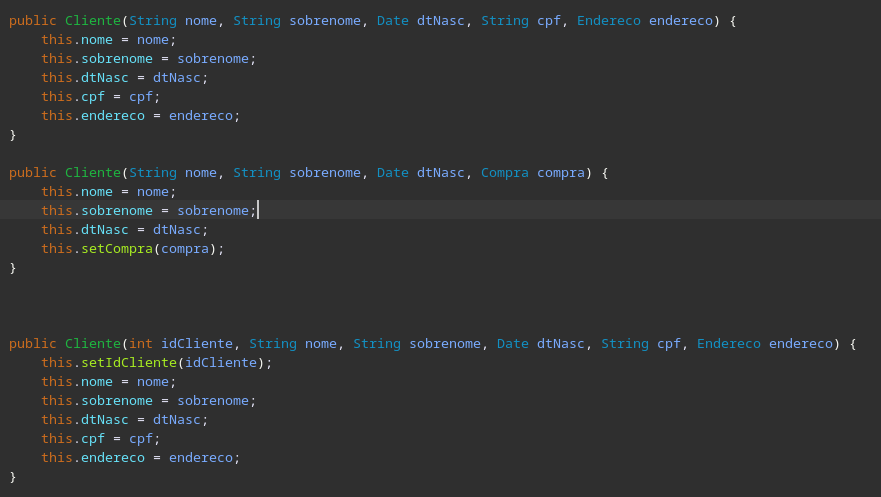 public Cliente(String nome, String sobrenome, Date dtNasc, String cpf, Endereco endereco) {
    this.nome = nome;
    this.sobrenome = sobrenome;
    this.dtNasc = dtNasc;
    this.cpf = cpf;
    this.endereco = endereco;
}
public Cliente(String nome, String sobrenome, Date dtNasc, Compra compra) {
    this.nome = nome;
    this.sobrenome = sobrenome;
    this.dtNasc = dtNasc;
    this.setCompra(compra);
}
public Cliente(int idCliente, String nome, String sobrenome, Date dtNasc, String cpf, Endereco endereco) {
    this.setIdCliente(idCliente);
    this.nome = nome;
    this.sobrenome = sobrenome;
    this.dtNasc = dtNasc;
    this.cpf = cpf;
    this.endereco = endereco;
}